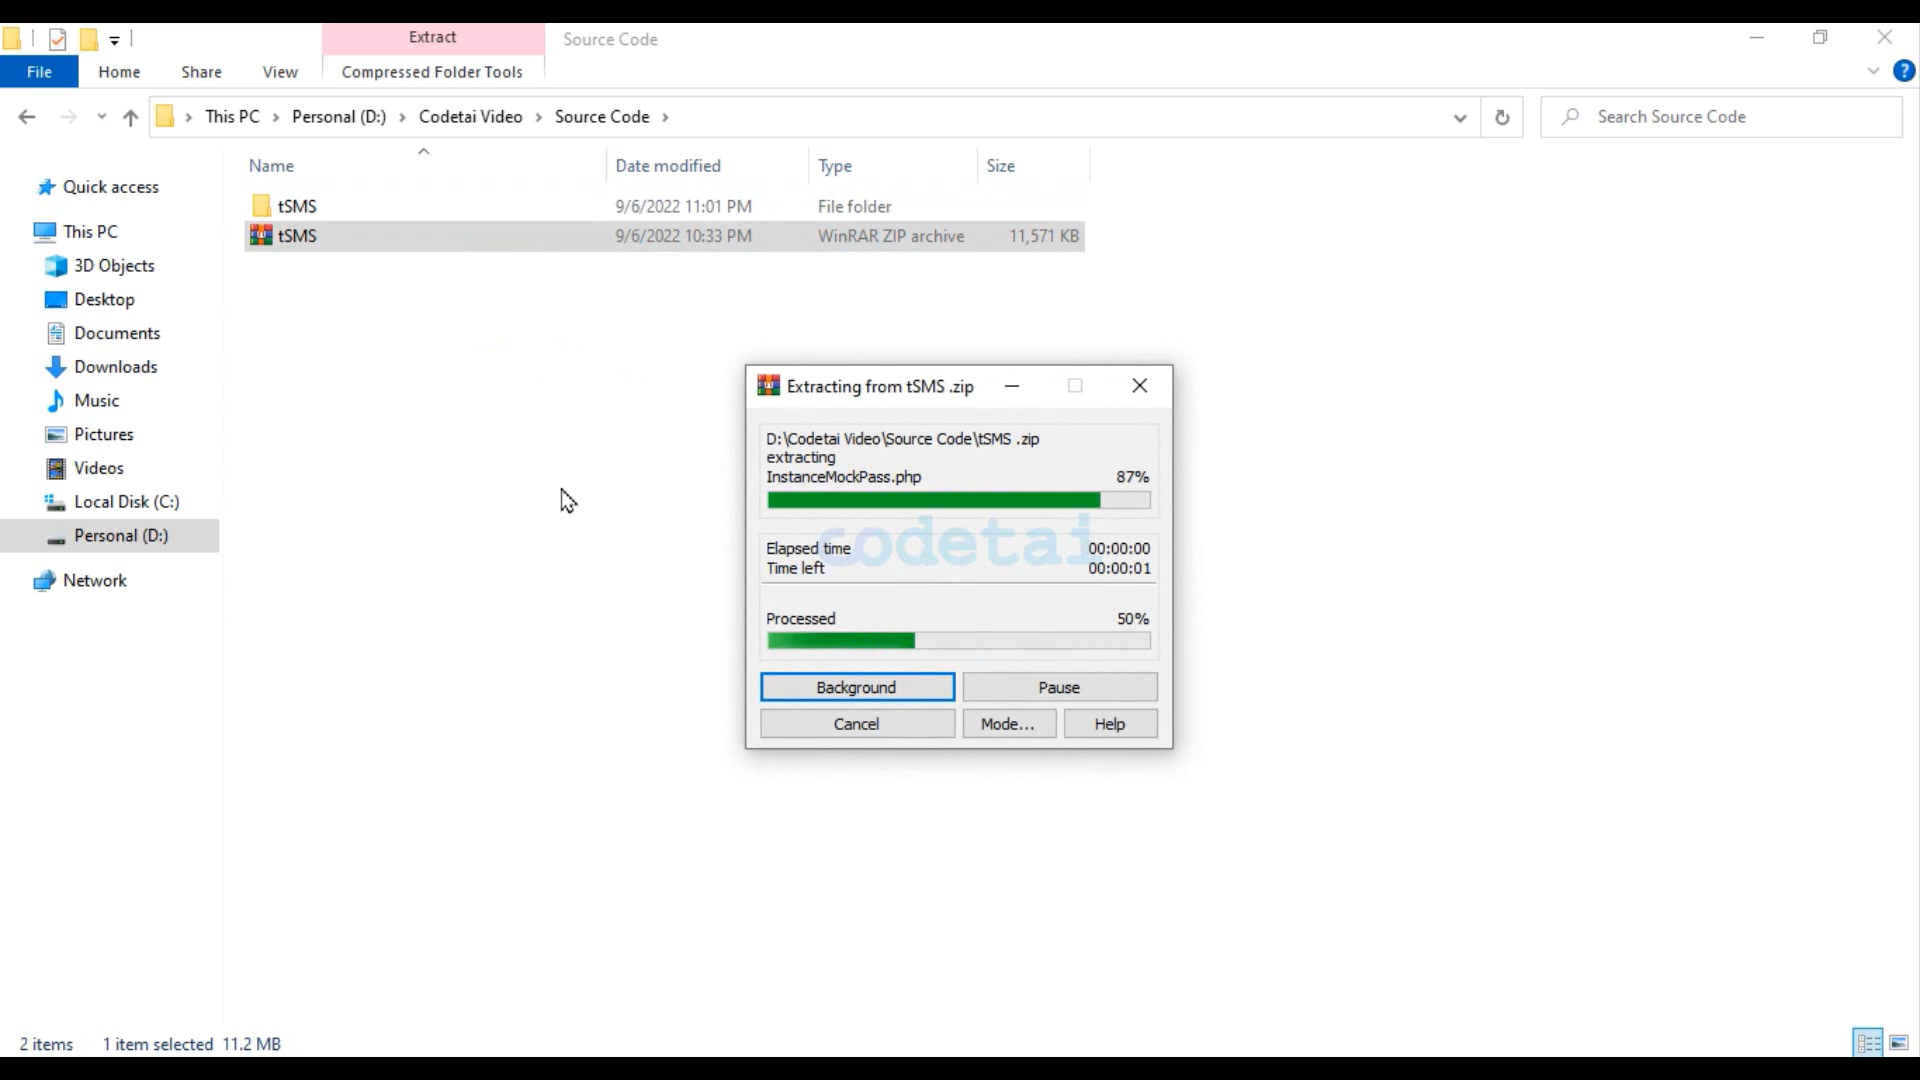 Extract
Source Code
File
Home
Share
View
Compressed Folder Tools
This PC
Personal (D:)
Codetai Video
Source Code
Search Source Code
Name
Date modified
Type
Size
tSMS
9/6/2022 11:01 PM
File folder
tSMS
9/6/2022 10:33 PM
WinRAR ZIP archive
11,571 KB
Quick access
This PC
3D Objects
Desktop
Documents
Downloads
Music
Pictures
Videos
Local Disk (C:)
Personal (D:)
Network
Extracting from tSMS .zip
D:\Codetai Video\Source Code\tSMS .zip
extracting
InstanceMockPass.php 87%
codetai
Elapsed time 00:00:00
Time left 00:00:01
Processed 50%
Background
Pause
Cancel
Mode...
Help
2 items
1 item selected 11.2 MB